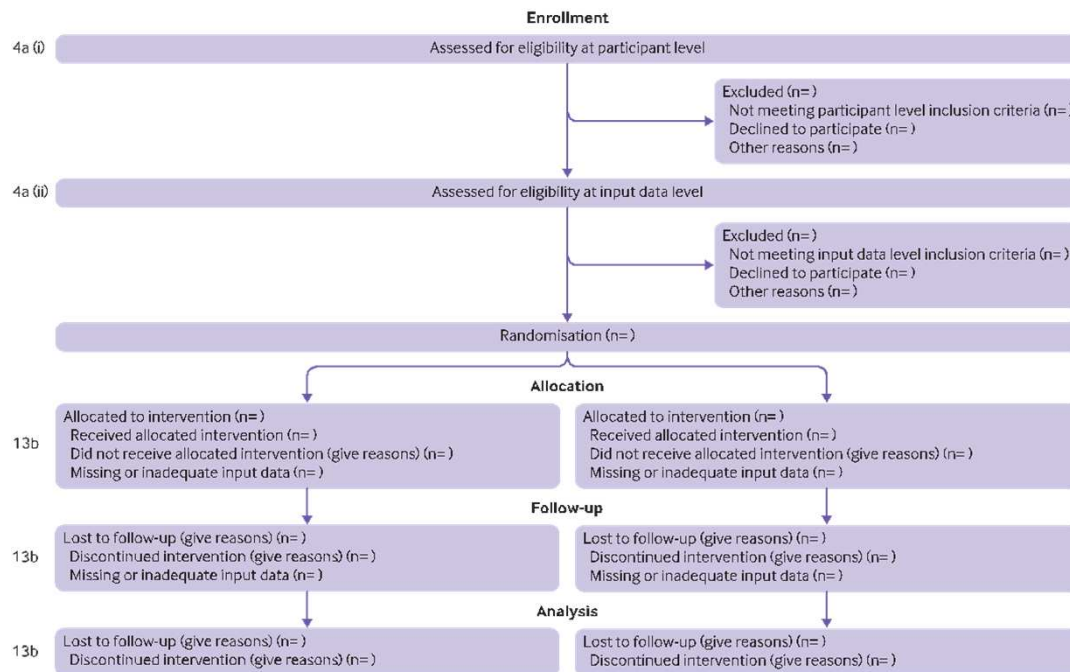 Enrollment
4a (i)
Assessed for eligibility at participant level
Excluded (n= )
Not meeting participant level inclusion criteria (n= )
Declined to participate (n= )
Other reasons (n= )
4a (ii)
Assessed for eligibility at input data level
Excluded (n= )
Not meeting input data level inclusion criteria (n= )
Declined to participate (n= )
Other reasons (n= )
Randomisation (n= )
Allocation
13b
Allocated to intervention (n= )
Received allocated intervention (n= )
Did not receive allocated intervention (give reasons) (n= )
Missing or inadequate input data (n= )
Allocated to intervention (n= )
Received allocated intervention (n= )
Did not receive allocated intervention (give reasons) (n= )
Missing or inadequate input data (n= )
Follow-up
13b
Lost to follow-up (give reasons) (n= )
Discontinued intervention (give reasons) (n= )
Missing or inadequate input data (n= )
Lost to follow-up (give reasons) (n= )
Discontinued intervention (give reasons) (n= )
Missing or inadequate input data (n= )
Analysis
13b
Lost to follow-up (give reasons) (n= )
Discontinued intervention (give reasons) (n= )
Lost to follow-up (give reasons) (n= )
Discontinued intervention (give reasons) (n= )